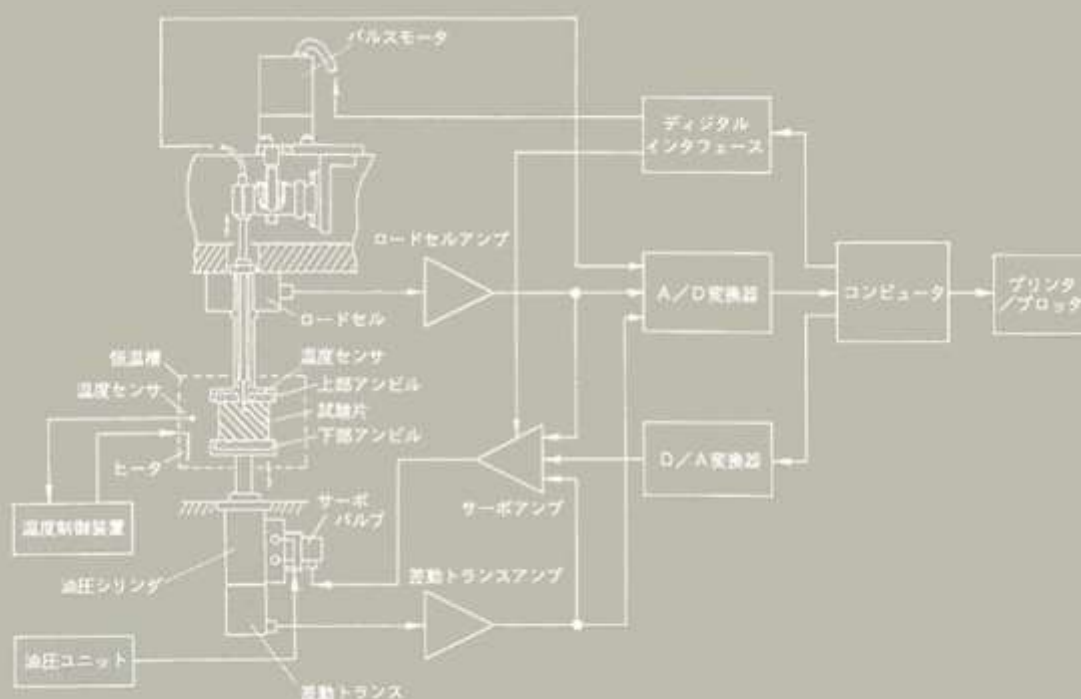 パルスモータ
ディジタル
インタフェース
ロードセルアンプ
A/D変換器
コンピュータ
プリンタ
/プロッタ
ロードセル
恒温槽
温度センサ
温度センサ
上部アンビル
試験片
下部アンビル
ヒータ
D/A変換器
サーボアンプ
サーボ
バルブ
温度制御装置
油圧シリンダ
差動トランスアンプ
油圧ユニット
差動トランス